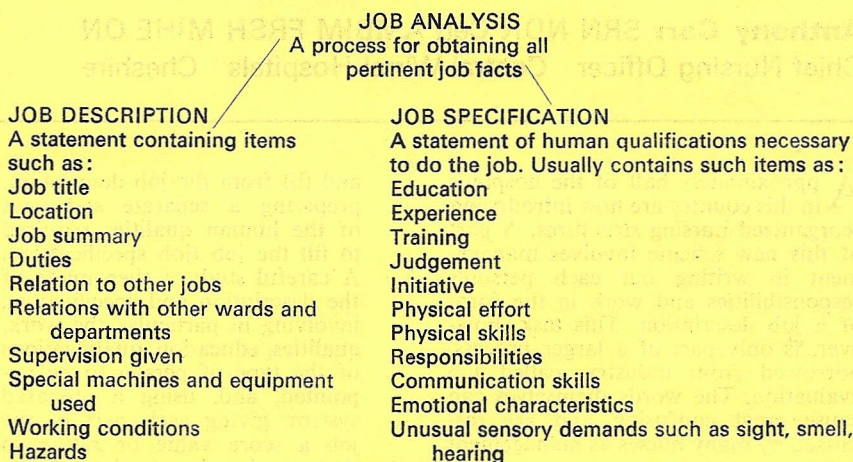 JOB ANALYSIS
A process for obtaining all
pertinent job facts
JOB DESCRIPTION
A statement containing items
such as:
Job title
Location
Job summary
Duties
Relation to other jobs
Relations with other wards and
departments
Supervision given
Special machines and equipment
used
Working conditions
Hazards
JOB SPECIFICATION
A statement of human qualifications necessary
to do the job. Usually contains such items as:
Education
Experience
Training
Judgement
Initiative
Physical effort
Physical skills
Responsibilities
Communication skills
Emotional characteristics
Unusual sensory demands such as sight, smell,
hearing